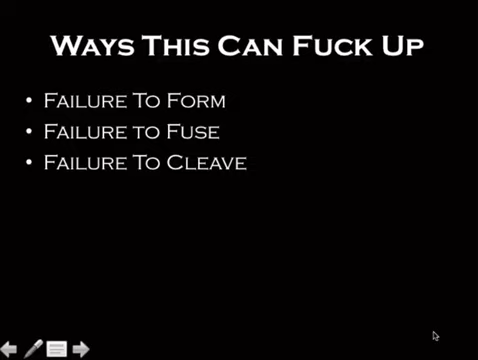 Ways This Can Fuck Up
• Failure To Form
• Failure to Fuse
• Failure To Cleave